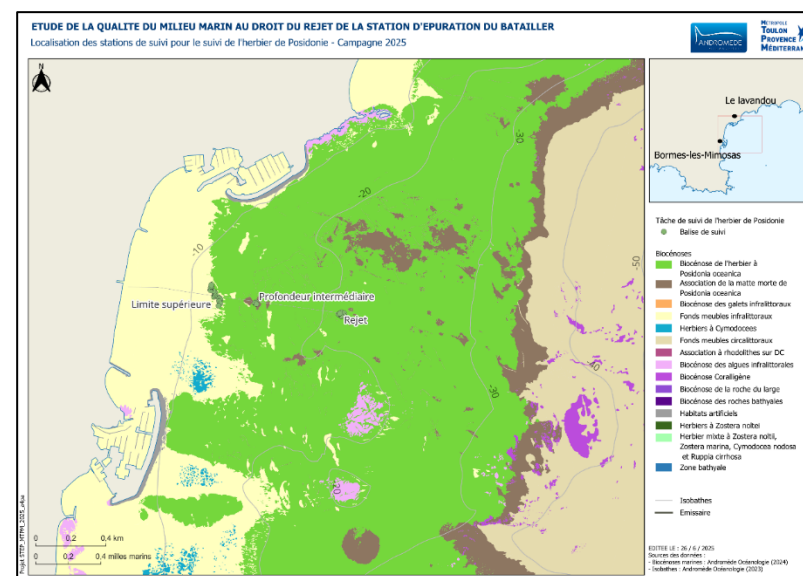 ETUDE DE LA QUALITE DU MILIEU MARIN AU DROIT DU REJET DE LA STATION D'EPURATION DU BATAILLER
Localisation des stations de suivi pour le suivi de l'herbier de Posidonie - Campagne 2025
ANDROMÈDE
MÉTROPOLE
TOULON
PROVENCE
MÉDITERRAN
N
-30
-20
-10
-50
Limite supérieure
Profondeur intermédiaire
Rejet
-40
-30
-20
0 0,2 0,4 km
0 0,2 0,4 milles marins
Projet STEP_MTPM_2025
Le lavandou
Bormes-les-Mimosas
Tâche de suivi de l'herbier de Posidonie
Balise de suivi
Biocénoses
Biocénose de l'herbier à
Posidonia oceanica
Association de la matte morte de
Posidonia oceanica
Biocénose des galets infralittoraux
Fonds meubles infralittoraux
Herbiers à Cymodocees
Fonds meubles circalittoraux
Association à rhodolithes sur DC
Biocénose des algues infralittorales
Biocénose Coralligène
Biocénose de la roche du large
Biocénose des roches bathyales
Habitats artificiels
Herbiers à Zostera noltei
Herbier mixte à Zostera noltii,
Zostera marina, Cymodocea nodosa
et Ruppia cirrhosa
Zone bathyale
Isobathes
Emissaire
EDITEE LE : 26 / 6 / 2025
Sources des données :
- Biocénoses marines : Andromède Océanologie (2024)
- Isobathes : Andromède Océanologie (2023)